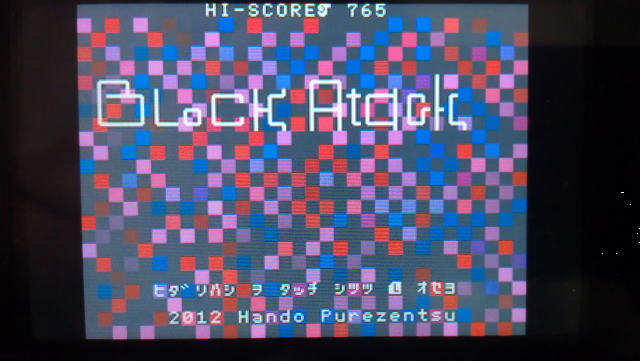 HI-SCORE 765
Block Atack
ヒダリハシ ヲ タッチ シツツ L オセヨ
2012 Hando Purezentsu